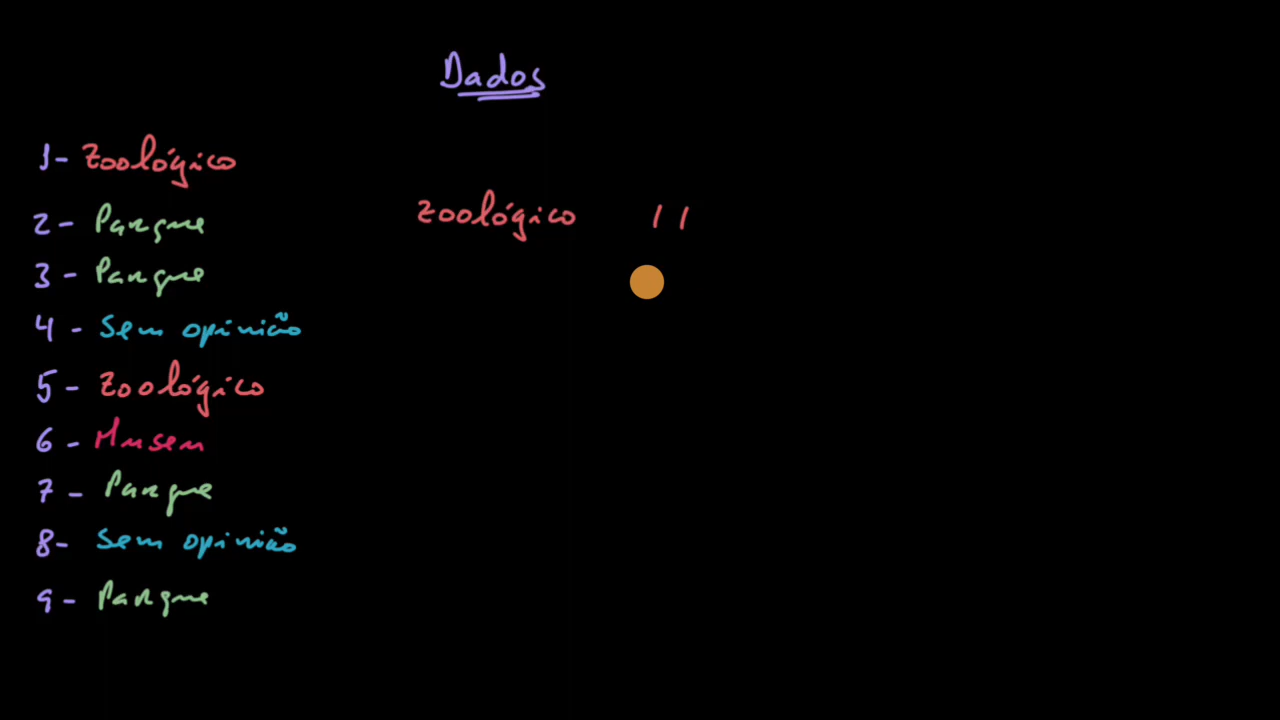 Dados
1- Zoológico
2- Parque
3- Parque
4- Sem opinião
5- Zoológico
6- Museu
7- Parque
8- Sem opinião
9- Parque
Zoológico 11